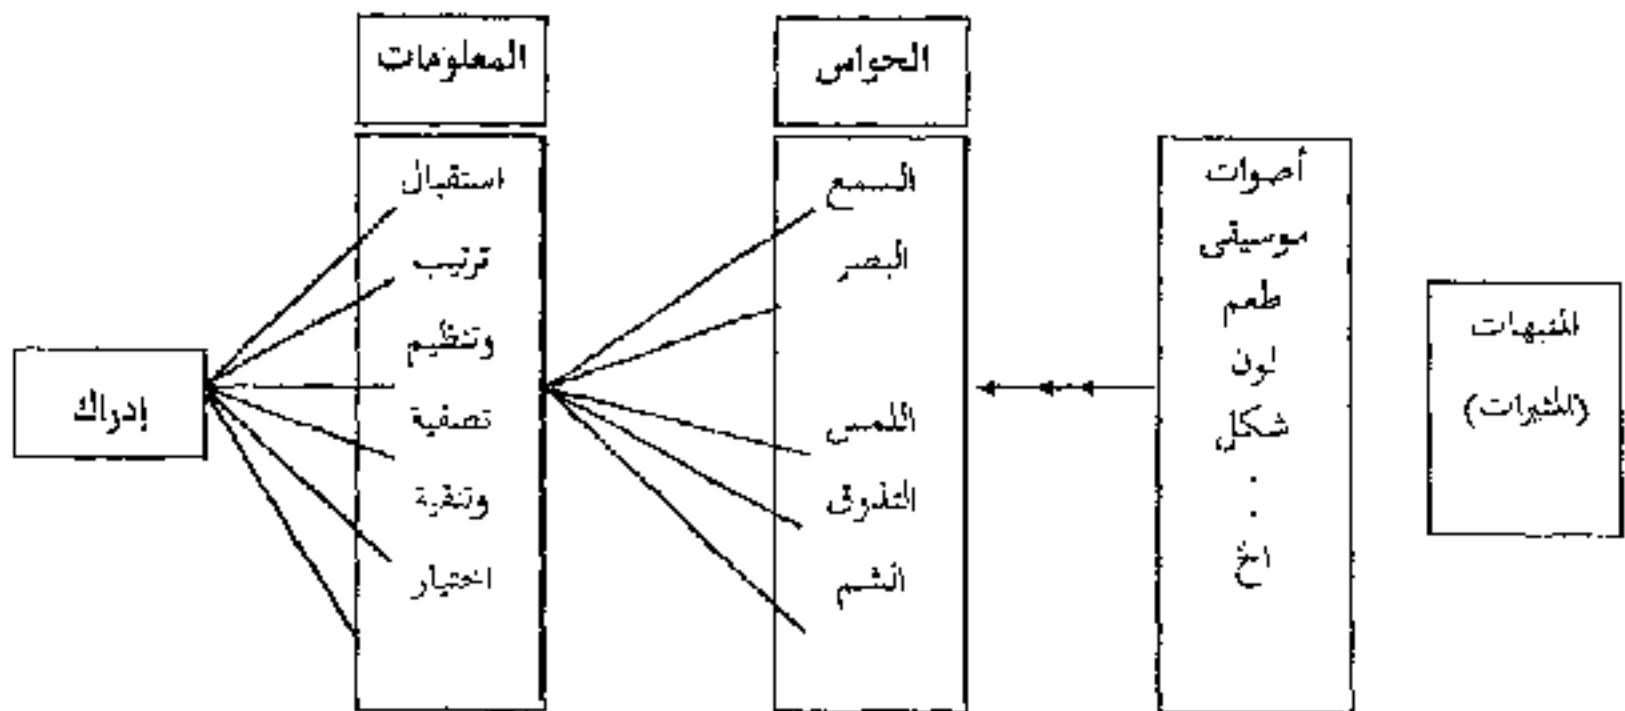 المنبهات
(المثيرات)
أصوات
موسيقى
طعم
لون
شكل
.
.
الخ
الحواس
السمع
البصر
اللمس
التذوق
الشم
المعلومات
استقبال
ترتيب
وتنظيم
تصفية
وتنقية
اختيار
إدراك